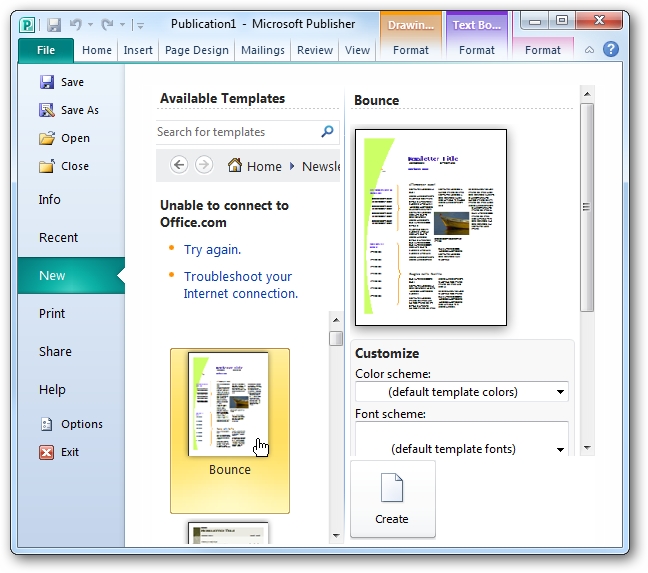 Publication1 - Microsoft Publisher
Drawin...
Text Bo...
File
Home
Insert
Page Design
Mailings
Review
View
Format
Format
Format
Save
Save As
Open
Close
Info
Recent
New
Print
Share
Help
Options
Exit
Available Templates
Search for templates
Home
Newsle
Unable to connect to
Office.com
Try again.
Troubleshoot your
Internet connection.
Bounce
Bounce
Newsletter Title
Customize
Color scheme:
(default template colors)
Font scheme:
(default template fonts)
Create